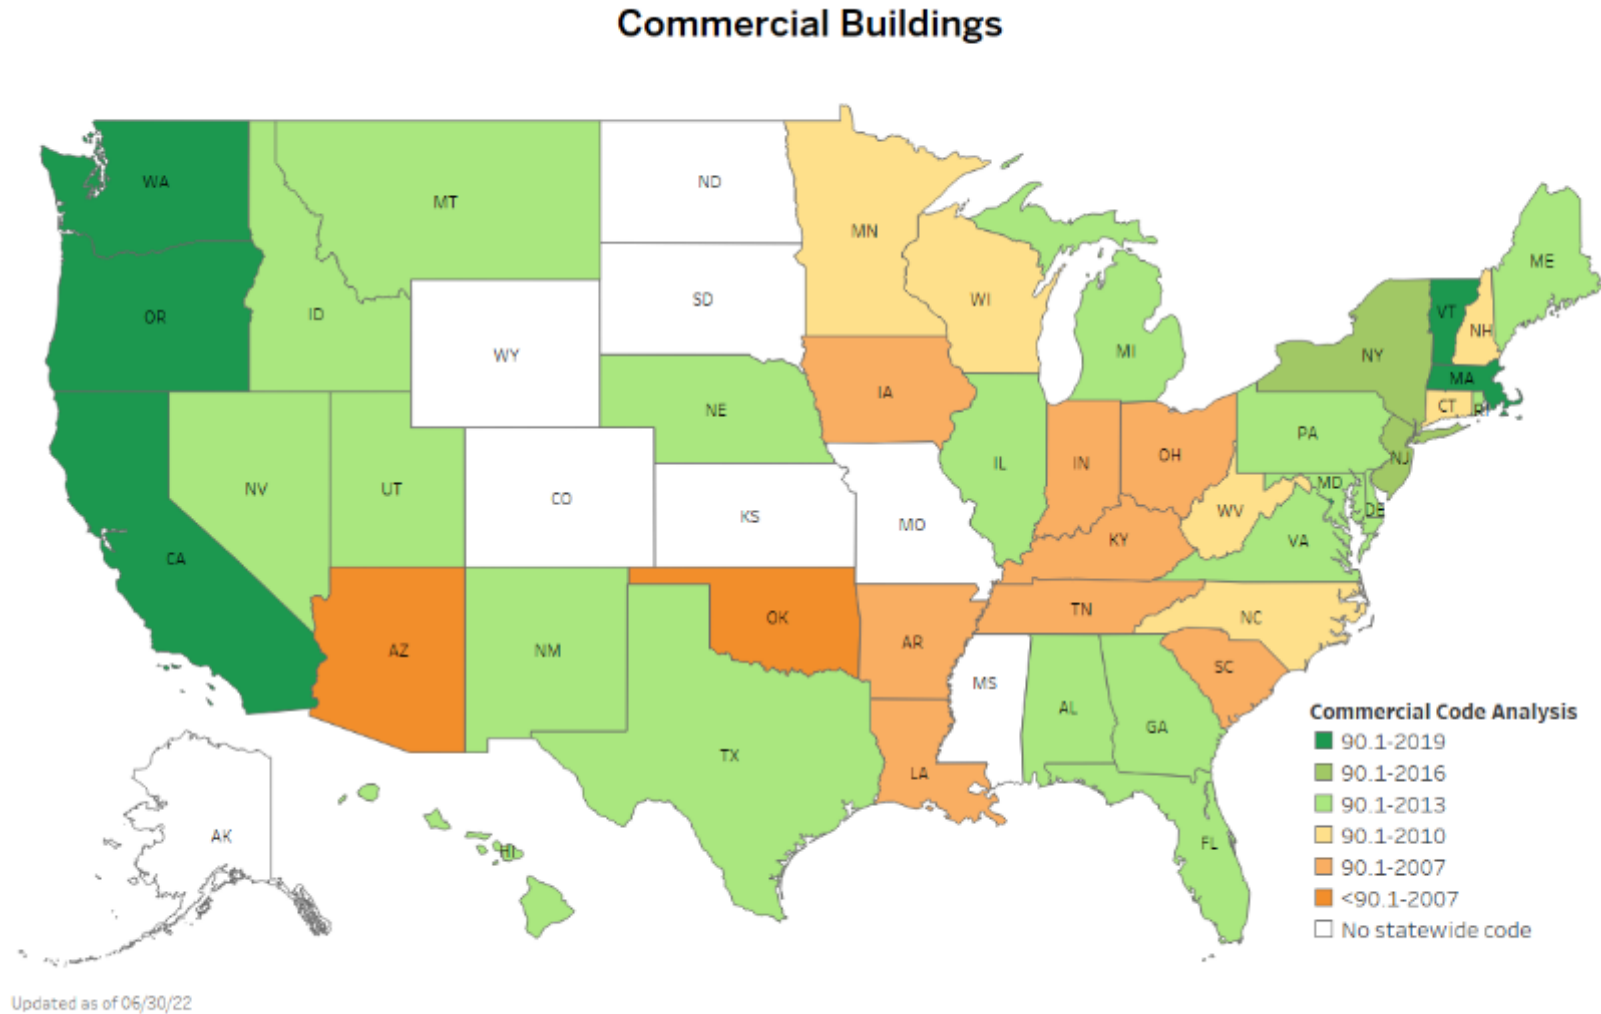 Commercial Buildings
WA
MT
ND
MN
OR
ID
WY
SD
WI
MI
NY
VT
NH
ME
MA
CT
RI
NV
UT
CO
NE
KS
IA
MO
IL
IN
OH
PA
NJ
MD
DE
WV
VA
KY
CA
AZ
NM
OK
AR
TN
NC
SC
TX
LA
MS
AL
GA
FL
AK
HI
Commercial Code Analysis
90.1-2019
90.1-2016
90.1-2013
90.1-2010
90.1-2007
<90.1-2007
No statewide code
Updated as of 06/30/22